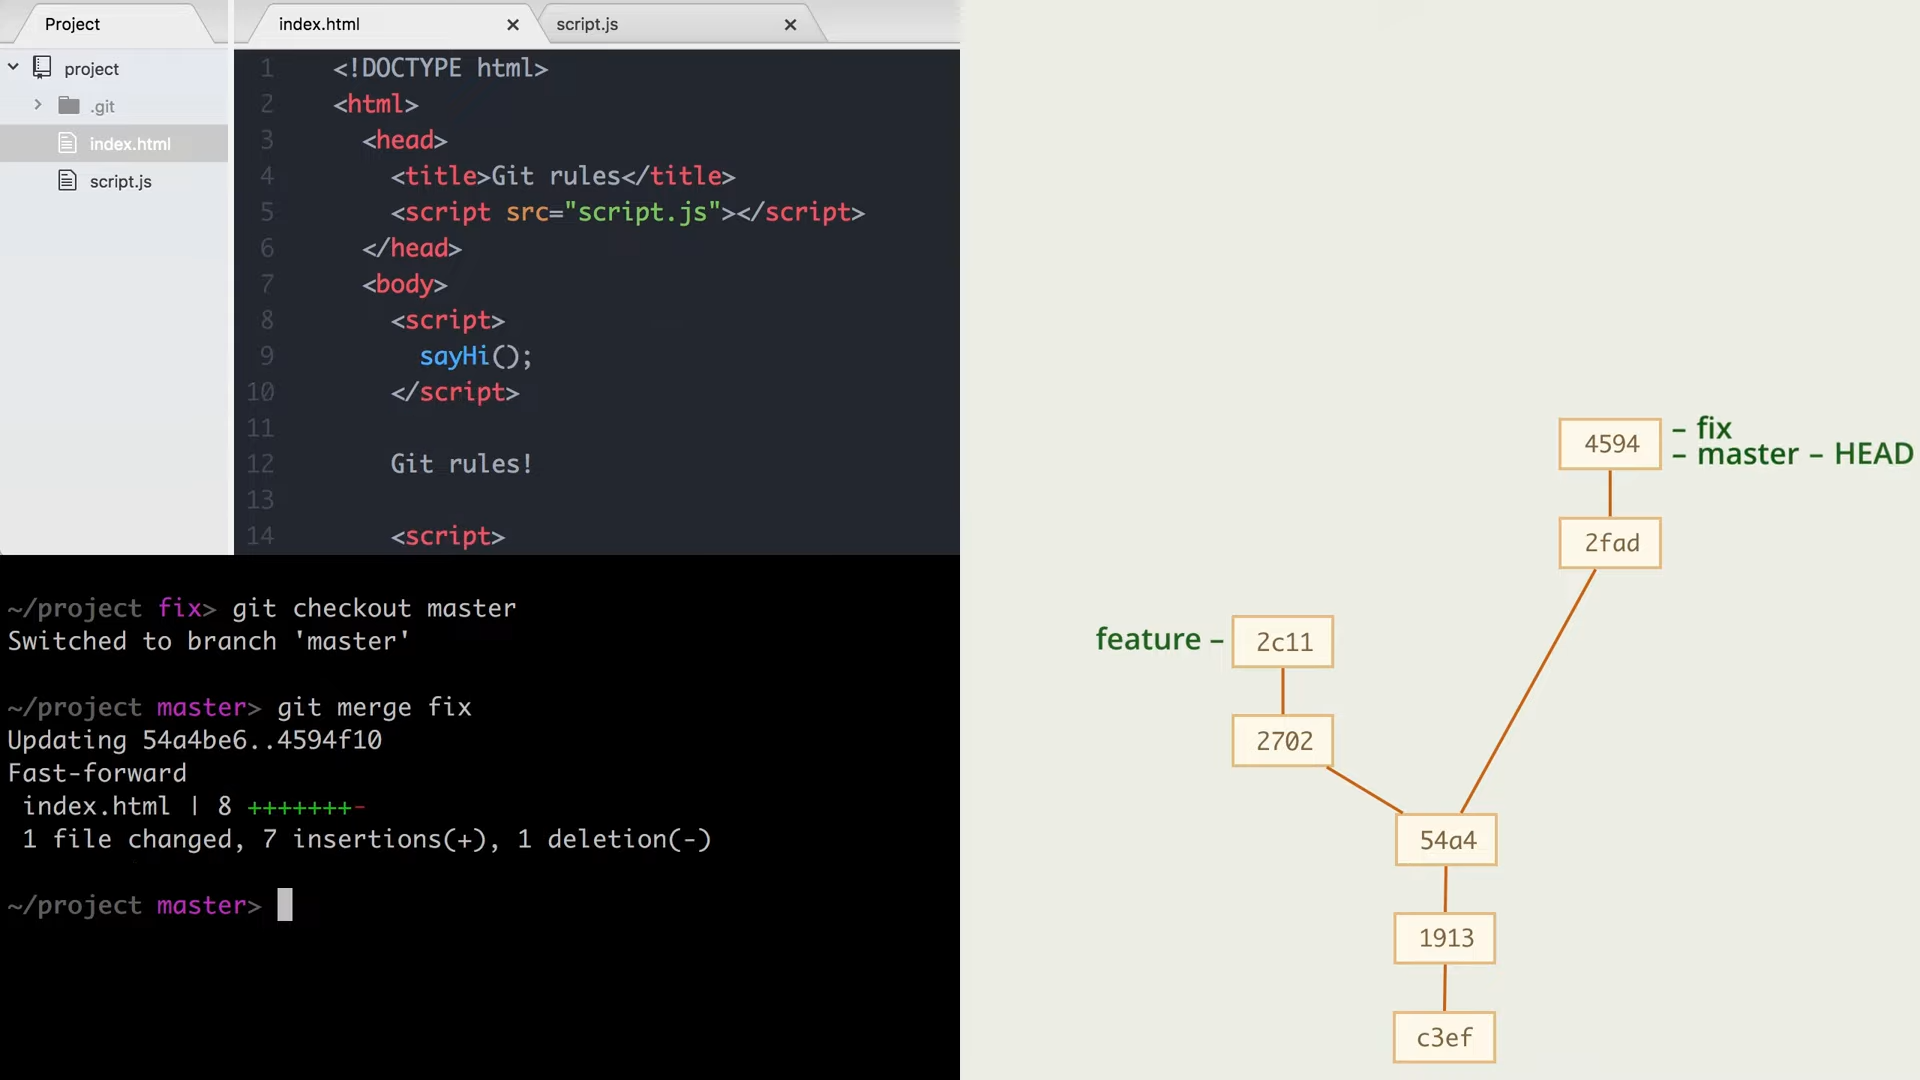 Project
project
.git
index.html
script.js
index.html
script.js
1 <!DOCTYPE html>
2 <html>
3 <head>
4 <title>Git rules</title>
5 <script src="script.js"></script>
6 </head>
7 <body>
8 <script>
9 sayHi();
10 </script>
11
12 Git rules!
13
14 <script>
~/project fix> git checkout master
Switched to branch 'master'
~/project master> git merge fix
Updating 54a4be6..4594f10
Fast-forward
index.html | 8 +++++++-
1 file changed, 7 insertions(+), 1 deletion(-)
~/project master>
4594
– fix
– master – HEAD
2fad
feature –
2c11
2702
54a4
1913
c3ef